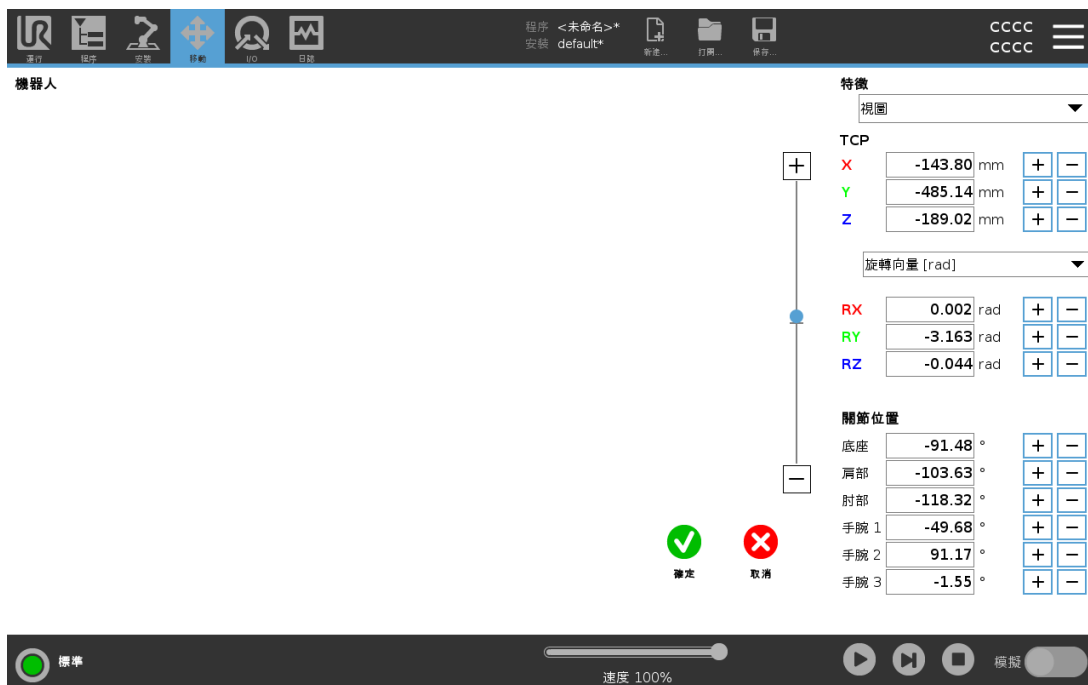 運行 程序 安裝 移動 I/O 日誌
程序 <未命名>*
安裝 default*
新建... 打開... 保存...
CCCC
CCCC
機器人
特徵
視圖
TCP
X -143.80 mm + −
Y -485.14 mm + −
Z -189.02 mm + −
旋轉向量 [rad]
RX 0.002 rad + −
RY -3.163 rad + −
RZ -0.044 rad + −
關節位置
底座 -91.48 ° + −
肩部 -103.63 ° + −
肘部 -118.32 ° + −
手腕 1 -49.68 ° + −
手腕 2 91.17 ° + −
手腕 3 -1.55 ° + −
確定 取消
標準
速度 100%
模擬